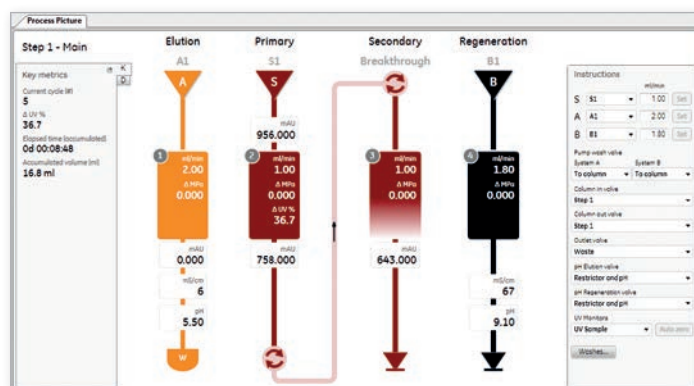 Process Picture
Step 1 - Main
Key metrics
K
D
Current cycle (#)
5
Δ UV %
36.7
Elapsed time (accumulated)
0d 00:08:48
Accumulated volume (ml)
16.8 ml
Elution
A1
A
1
ml/min
2.00
Δ MPa
0.000
mAU
0.000
mS/cm
6
pH
5.50
W
Primary
S1
S
mAU
956.000
2
ml/min
1.00
Δ MPa
0.000
Δ UV %
36.7
mAU
758.000
Secondary
Breakthrough
3
ml/min
1.00
Δ MPa
0.000
mAU
643.000
Regeneration
B1
B
4
ml/min
1.80
Δ MPa
0.000
mS/cm
67
pH
9.10
Instructions
ml/min
S S1 1.00 Set
A A1 2.00 Set
B B1 1.80 Set
Pump wash valve
System A System B
To column To column
Column in valve
Step 1
Column out valve
Step 1
Outlet valve
Waste
pH Elution valve
Restrictor and pH
pH Regeneration valve
Restrictor and pH
UV Monitors
UV Sample Auto zero
Washes...